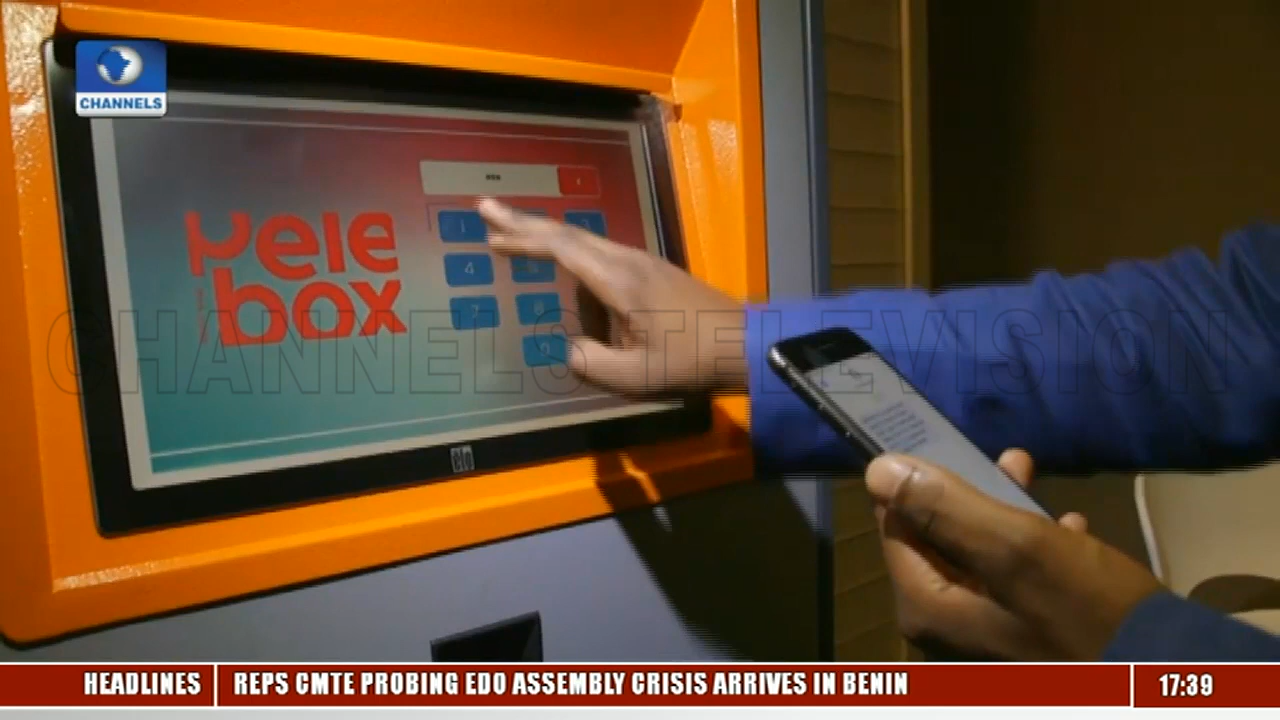 CHANNELS
pele
box
***
1
4
7
8
CHANNELS TELEVISION
elo
HEADLINES
REPS CMTE PROBING EDO ASSEMBLY CRISIS ARRIVES IN BENIN
17:39